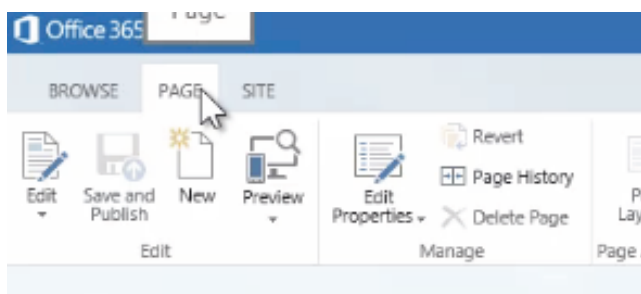 Office 365
Page
BROWSE PAGE SITE
Edit
Save and
Publish
New
Preview
Edit
Properties
Revert
Page History
Delete Page
Edit
Manage
Page